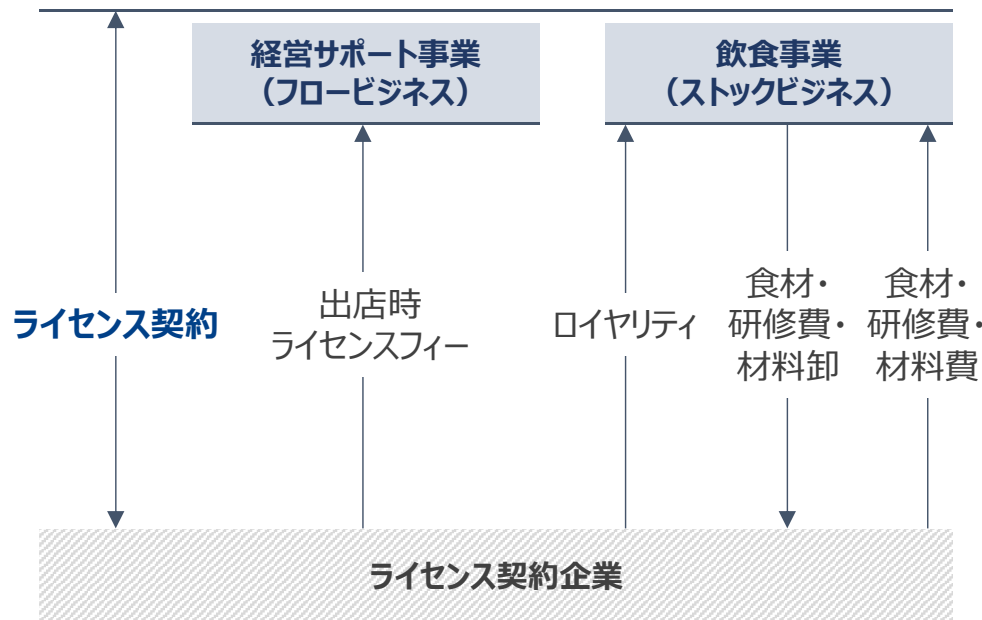 経営サポート事業
（フロービジネス）
飲食事業
（ストックビジネス）
ライセンス契約
出店時
ライセンスフィー
ロイヤリティ
食材・
研修費・
材料卸
食材・
研修費・
材料費
ライセンス契約企業